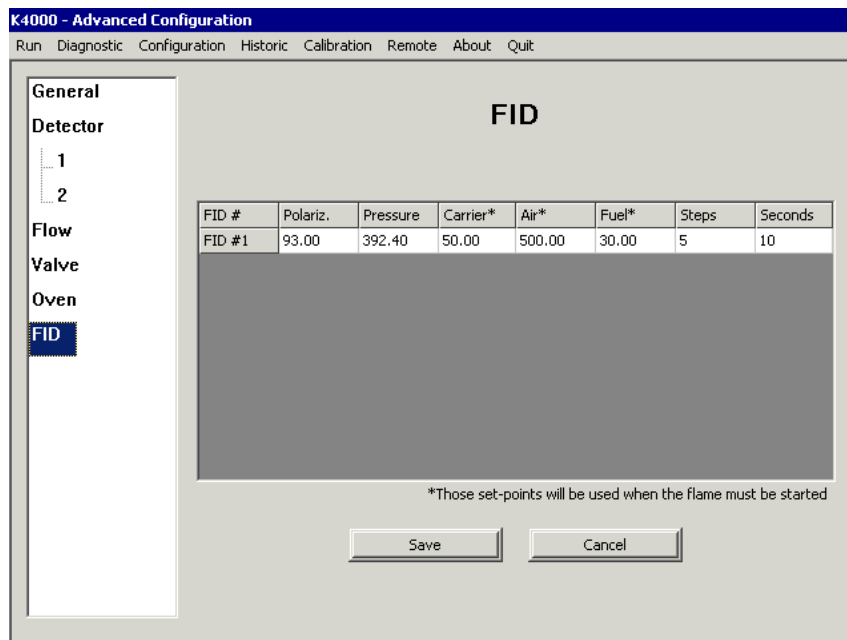 K4000 - Advanced Configuration
Run Diagnostic Configuration Historic Calibration Remote About Quit
General
Detector
1
2
Flow
Valve
Oven
FID
FID
FID # Polariz. Pressure Carrier* Air* Fuel* Steps Seconds
FID #1 93.00 392.40 50.00 500.00 30.00 5 10
*Those set-points will be used when the flame must be started
Save Cancel